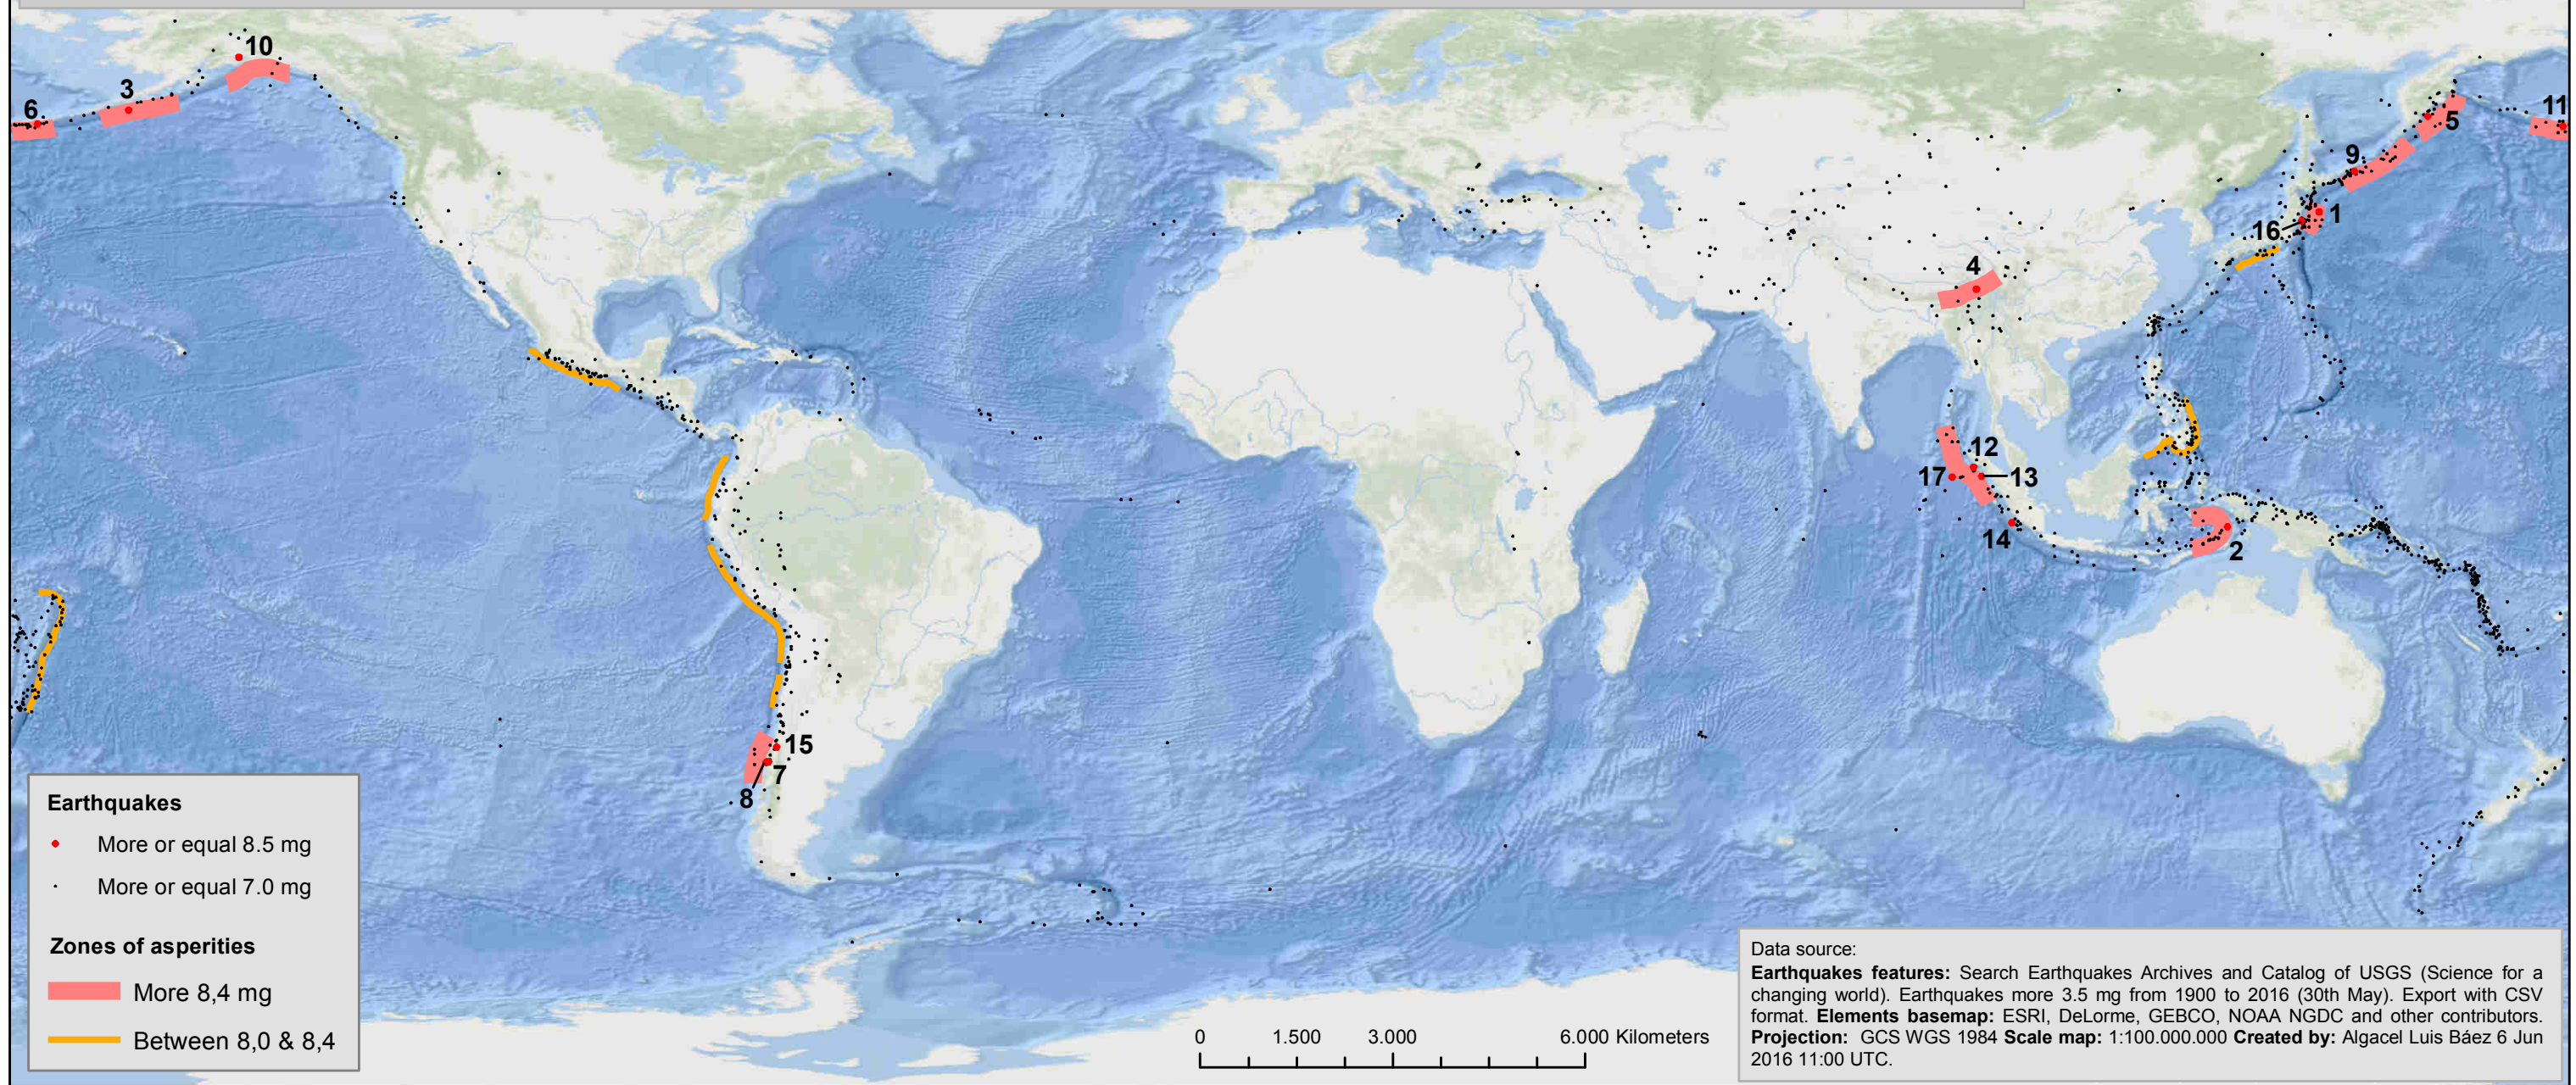 10
3
6
11
5
9
1
16
4
12
17
13
14
2
15
7
8
Earthquakes
More or equal 8.5 mg
More or equal 7.0 mg
Zones of asperities
More 8,4 mg
Between 8,0 & 8,4
0 1.500 3.000 6.000 Kilometers
Data source:
Earthquakes features: Search Earthquakes Archives and Catalog of USGS (Science for a
changing world). Earthquakes more 3.5 mg from 1900 to 2016 (30th May). Export with CSV
format. Elements basemap: ESRI, DeLorme, GEBCO, NOAA NGDC and other contributors.
Projection: GCS WGS 1984 Scale map: 1:100.000.000 Created by: Algacel Luis Báez 6 Jun
2016 11:00 UTC.